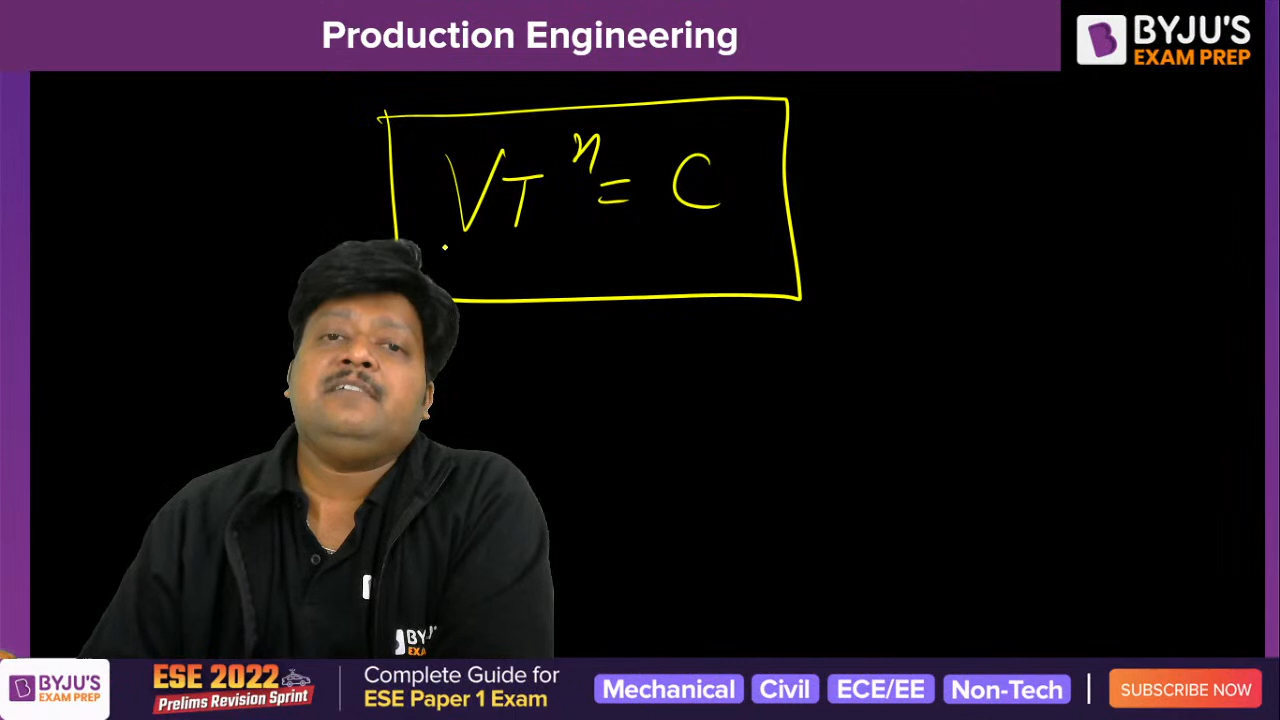 Production Engineering
BYJU'S
EXAM PREP
VTⁿ = C
BYJU'S
EXAM PREP
ESE 2022
Prelims Revision Sprint
Complete Guide for
ESE Paper 1 Exam
Mechanical
Civil
ECE/EE
Non-Tech
SUBSCRIBE NOW